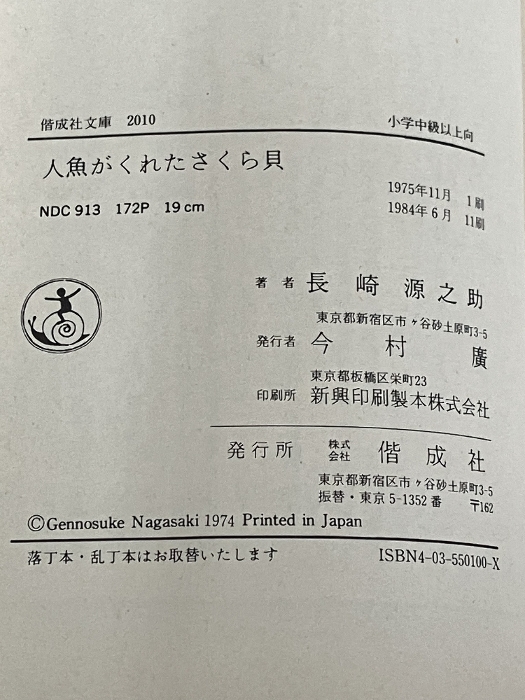 偕成社文庫 2010
小学中級以上向
人魚がくれたさくら貝
NDC 913 172P 19 cm
1975年11月 1刷
1984年6月 11刷
著者 長崎源之助
東京都新宿区市ヶ谷砂土原町3-5
発行者 今村廣
東京都板橋区栄町23
印刷所 新興印刷製本株式会社
発行所 株式会社 偕成社
東京都新宿区市ヶ谷砂土原町3-5
振替・東京5-1352番 〒162
©Gennosuke Nagasaki 1974 Printed in Japan
落丁本・乱丁本はお取替いたします
ISBN4-03-550100-X